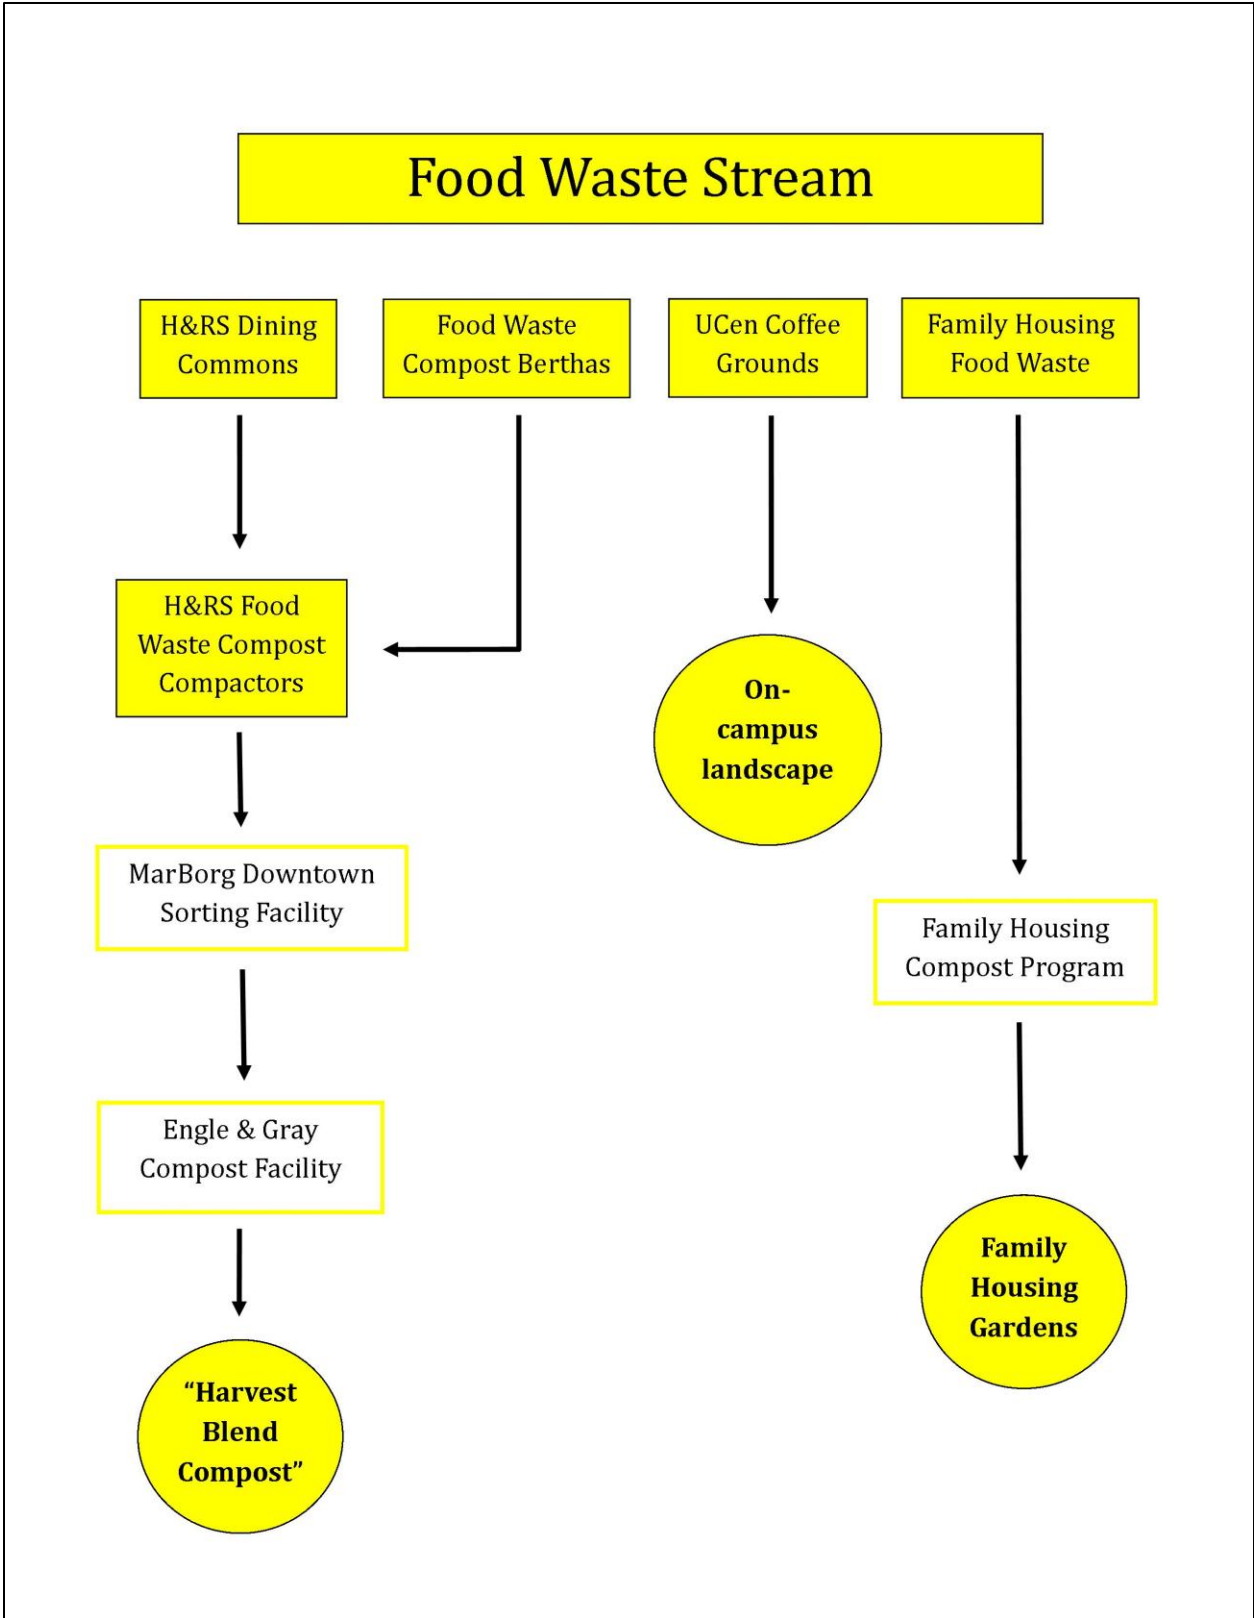 Food Waste Stream
H&RS Dining
Commons
Food Waste
Compost Berthas
UCen Coffee
Grounds
Family Housing
Food Waste
H&RS Food
Waste Compost
Compactors
On-
campus
landscape
MarBorg Downtown
Sorting Facility
Family Housing
Compost Program
Engle & Gray
Compost Facility
Family
Housing
Gardens
“Harvest
Blend
Compost”